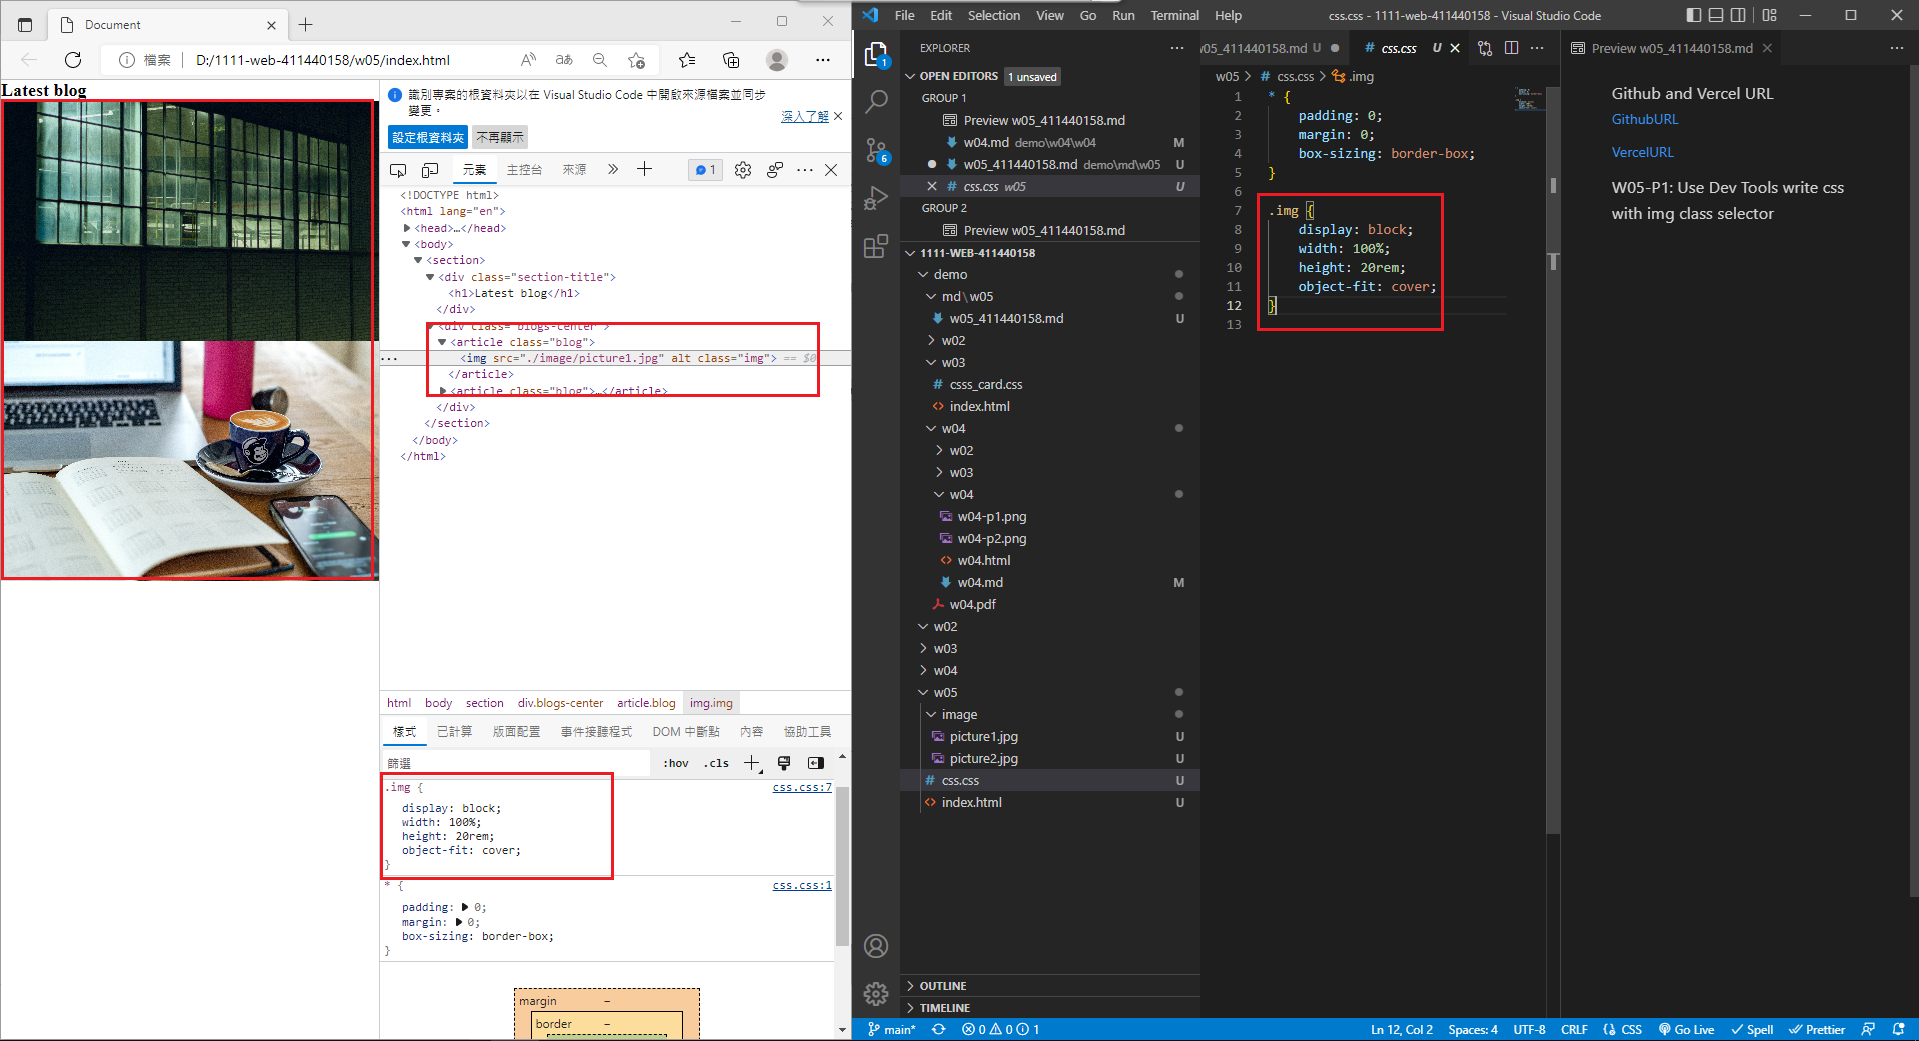 Document
檔案
D:/1111-web-411440158/w05/index.html
Latest blog
識別專案的根資料夾以在 Visual Studio Code 中開啟來源檔案並同步
變更。
深入了解
設定根資料夾
不再顯示
元素
主控台
來源
1
<!DOCTYPE html>
<html lang="en">
<head>…</head>
<body>
<section>
<div class="section-title">
<h1>Latest blog</h1>
</div>
<div class="blogs-center">
<article class="blog">
<img src="./image/picture1.jpg" alt class="img"> == $0
</article>
<article class="blog">…</article>
</div>
</section>
</body>
</html>
html body section div.blogs-center article.blog img.img
樣式 已計算 版面配置 事件接聽程式 DOM 中斷點 內容 協助工具
篩選
:hov .cls
.img {
css.css:7
display: block;
width: 100%;
height: 20rem;
object-fit: cover;
}
* {
css.css:1
padding: 0;
margin: 0;
box-sizing: border-box;
}
margin –
border –
File Edit Selection View Go Run Terminal Help
css.css - 1111-web-411440158 - Visual Studio Code
1
6
EXPLORER
OPEN EDITORS 1 unsaved
GROUP 1
Preview w05_411440158.md
w04.md demo\w04\w04 M
w05_411440158.md demo\md\w05 U
# css.css w05 U
GROUP 2
Preview w05_411440158.md
1111-WEB-411440158
demo
md\w05
w05_411440158.md U
w02
w03
# csss_card.css
index.html
w04
w02
w03
w04
w04-p1.png
w04-p2.png
w04.html
w04.md M
w04.pdf
w02
w03
w04
w05
image
picture1.jpg U
picture2.jpg U
# css.css U
index.html U
OUTLINE
TIMELINE
v05_411440158.md U
# css.css U
w05 > # css.css > .img
1 * {
2 padding: 0;
3 margin: 0;
4 box-sizing: border-box;
5 }
6
7 .img {
8 display: block;
9 width: 100%;
10 height: 20rem;
11 object-fit: cover;
12 }
13
Preview w05_411440158.md
Github and Vercel URL
GithubURL
VercelURL
W05-P1: Use Dev Tools write css
with img class selector
main* 0 0 1
Ln 12, Col 2 Spaces: 4 UTF-8 CRLF CSS Go Live Spell Prettier